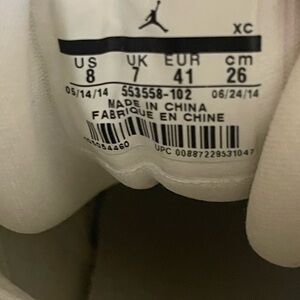 XC
US UK EUR cm
8 7 41 26
05/14/14 553558-102 06/24/14
MADE IN CHINA
FABRIQUE EN CHINE
UPC 00887229531047